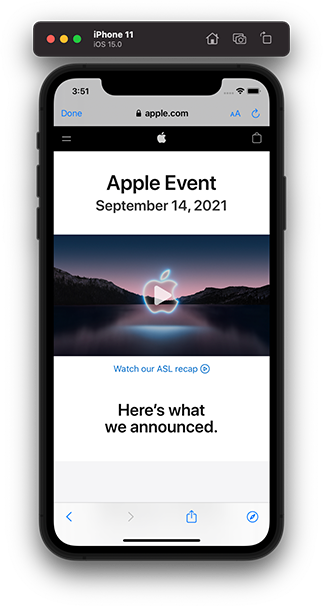 iPhone 11
iOS 15.0
3:51
Done
apple.com
AA
Apple Event
September 14, 2021
Watch our ASL recap
Here’s what
we announced.